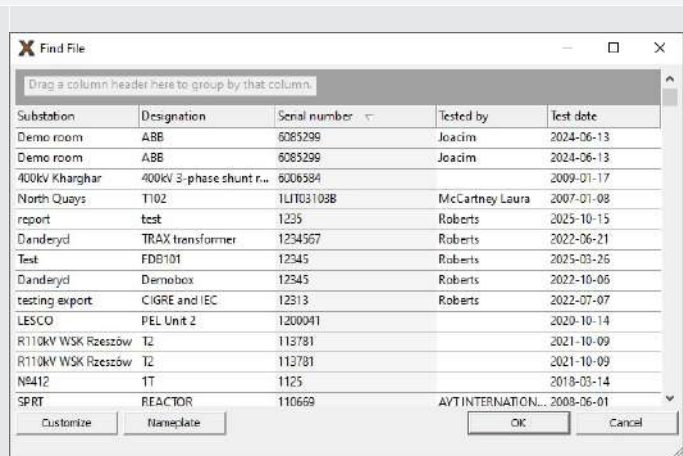 Find File
Drag a column header here to group by that column.
Substation Designation Serial number Tested by Test date
Demo room ABB 6085299 Joacim 2024-06-13
Demo room ABB 6085299 Joacim 2024-06-13
400kV Kharghar 400kV 3-phase shunt r... 6006584 2009-01-17
North Quays T102 1LIT03103B McCartney Laura 2007-01-08
report test 1235 Roberts 2025-10-15
Danderyd TRAX transformer 1234567 Roberts 2022-06-21
Test FDB101 12345 Roberts 2025-03-26
Danderyd Demobox 12345 Roberts 2022-10-06
testing export CIGRE and IEC 12313 Roberts 2022-07-07
LESCO PEL Unit 2 1200041 2020-10-14
R110kV WSK Rzeszów T2 113781 2021-10-09
R110kV WSK Rzeszów T2 113781 2021-10-09
№412 1T 1125 2018-03-14
SPRT REACTOR 110669 AVT INTERNATION... 2008-06-01
Customize Nameplate OK Cancel